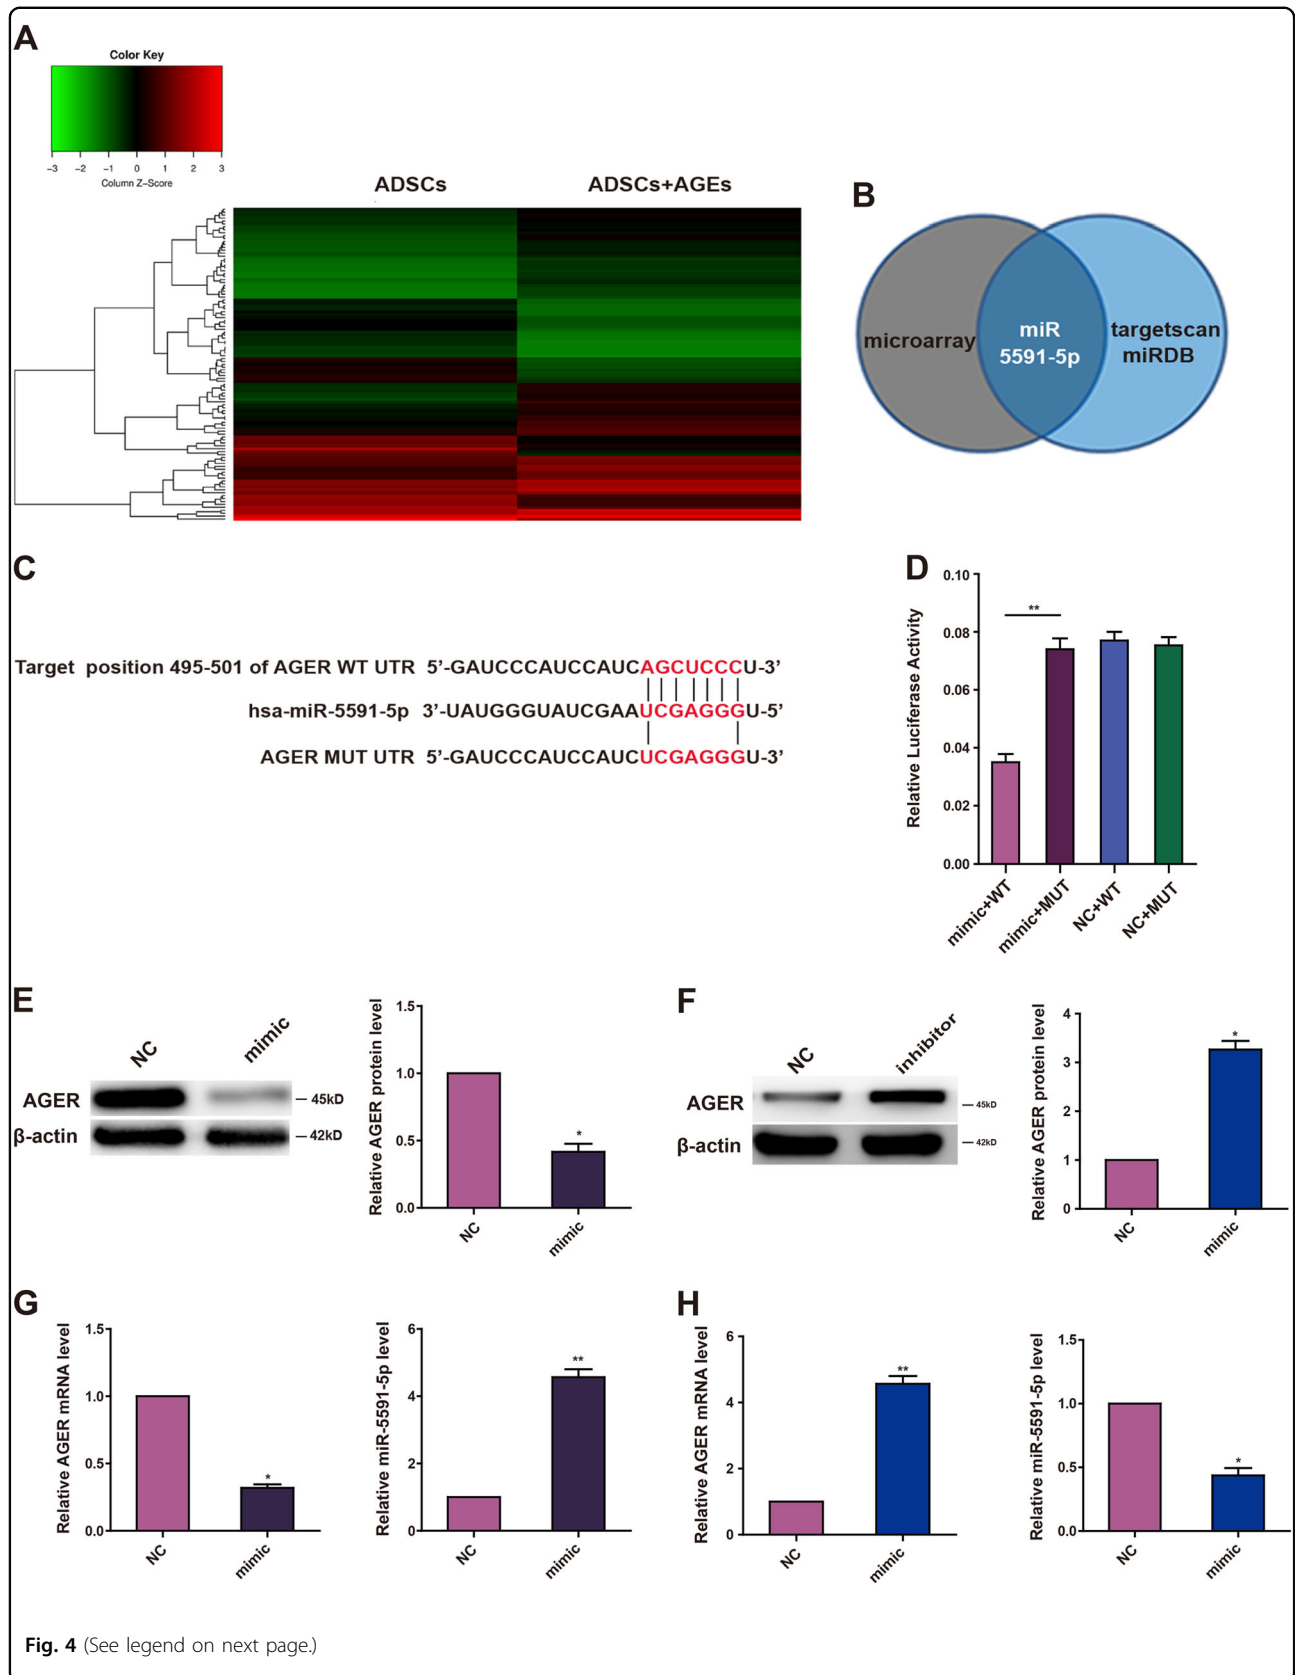 A
Color Key
−3 −2 −1 0 1 2 3
Column Z−Score
ADSCs
ADSCs+AGEs
B
microarray
miR
5591-5p
targetscan
miRDB
C
Target position 495-501 of AGER WT UTR 5’-GAUCCCAUCCAUCAGCUCCCU-3’
hsa-miR-5591-5p 3’-UAUGGGUAUCGAAUCGAGGGU-5’
AGER MUT UTR 5’-GAUCCCAUCCAUCUCGAGGGU-3’
D
Relative Luciferase Activity
0.10
0.08
0.06
0.04
0.02
0.00
**
mimic+WT
mimic+MUT
NC+WT
NC+MUT
E
NC
mimic
AGER
45kD
β-actin
42kD
Relative AGER protein level
1.5
1.0
0.5
0.0
*
NC
mimic
F
NC
inhibitor
AGER
45kD
β-actin
42kD
Relative AGER protein level
4
3
2
1
0
*
NC
mimic
G
Relative AGER mRNA level
1.5
1.0
0.5
0.0
*
NC
mimic
Relative miR-5591-5p level
6
4
2
0
**
NC
mimic
H
Relative AGER mRNA level
6
4
2
0
**
NC
mimic
Relative miR-5591-5p level
1.5
1.0
0.5
0.0
*
NC
mimic
Fig. 4 (See legend on next page.)